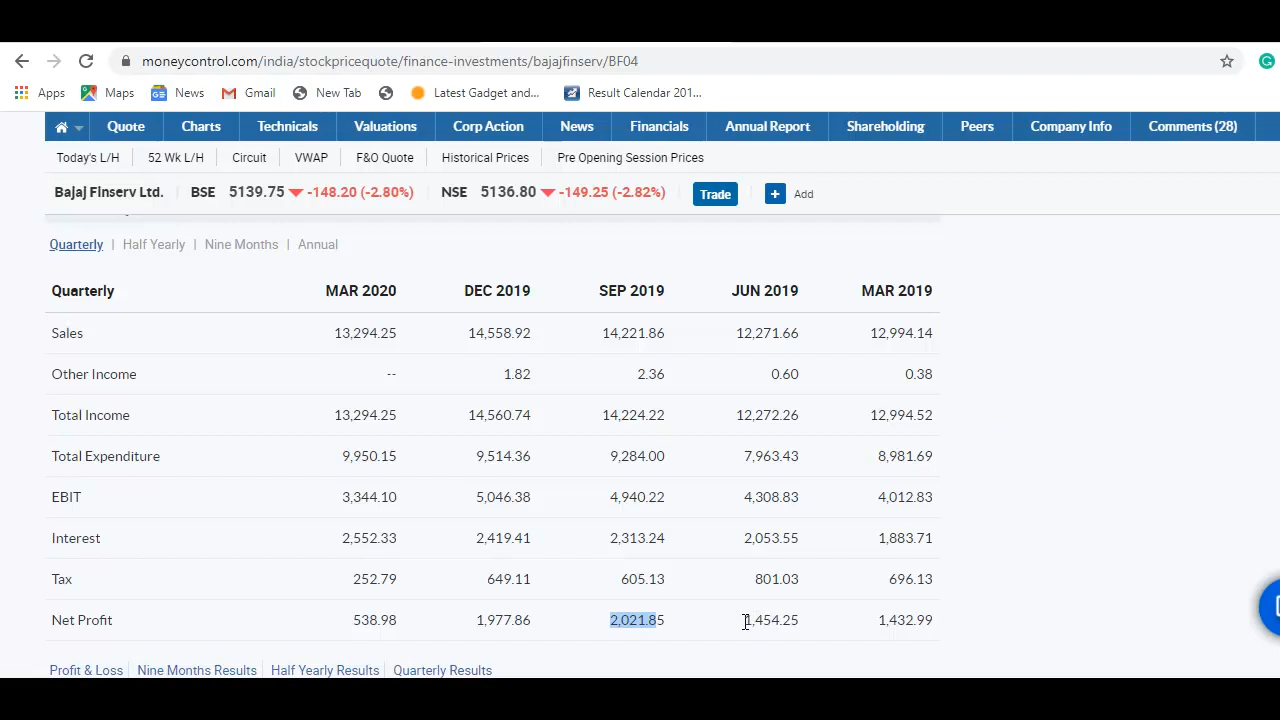 moneycontrol.com/india/stockpricequote/finance-investments/bajajfinserv/BF04
Apps Maps News Gmail New Tab Latest Gadget and... Result Calendar 201...
Quote Charts Technicals Valuations Corp Action News Financials Annual Report Shareholding Peers Company Info Comments (28)
Today's L/H 52 Wk L/H Circuit VWAP F&O Quote Historical Prices Pre Opening Session Prices
Bajaj Finserv Ltd. BSE 5139.75 -148.20 (-2.80%) NSE 5136.80 -149.25 (-2.82%) Trade + Add
Quarterly | Half Yearly | Nine Months | Annual
Quarterly MAR 2020 DEC 2019 SEP 2019 JUN 2019 MAR 2019
Sales 13,294.25 14,558.92 14,221.86 12,271.66 12,994.14
Other Income -- 1.82 2.36 0.60 0.38
Total Income 13,294.25 14,560.74 14,224.22 12,272.26 12,994.52
Total Expenditure 9,950.15 9,514.36 9,284.00 7,963.43 8,981.69
EBIT 3,344.10 5,046.38 4,940.22 4,308.83 4,012.83
Interest 2,552.33 2,419.41 2,313.24 2,053.55 1,883.71
Tax 252.79 649.11 605.13 801.03 696.13
Net Profit 538.98 1,977.86 2,021.85 1,454.25 1,432.99
Profit & Loss Nine Months Results Half Yearly Results Quarterly Results